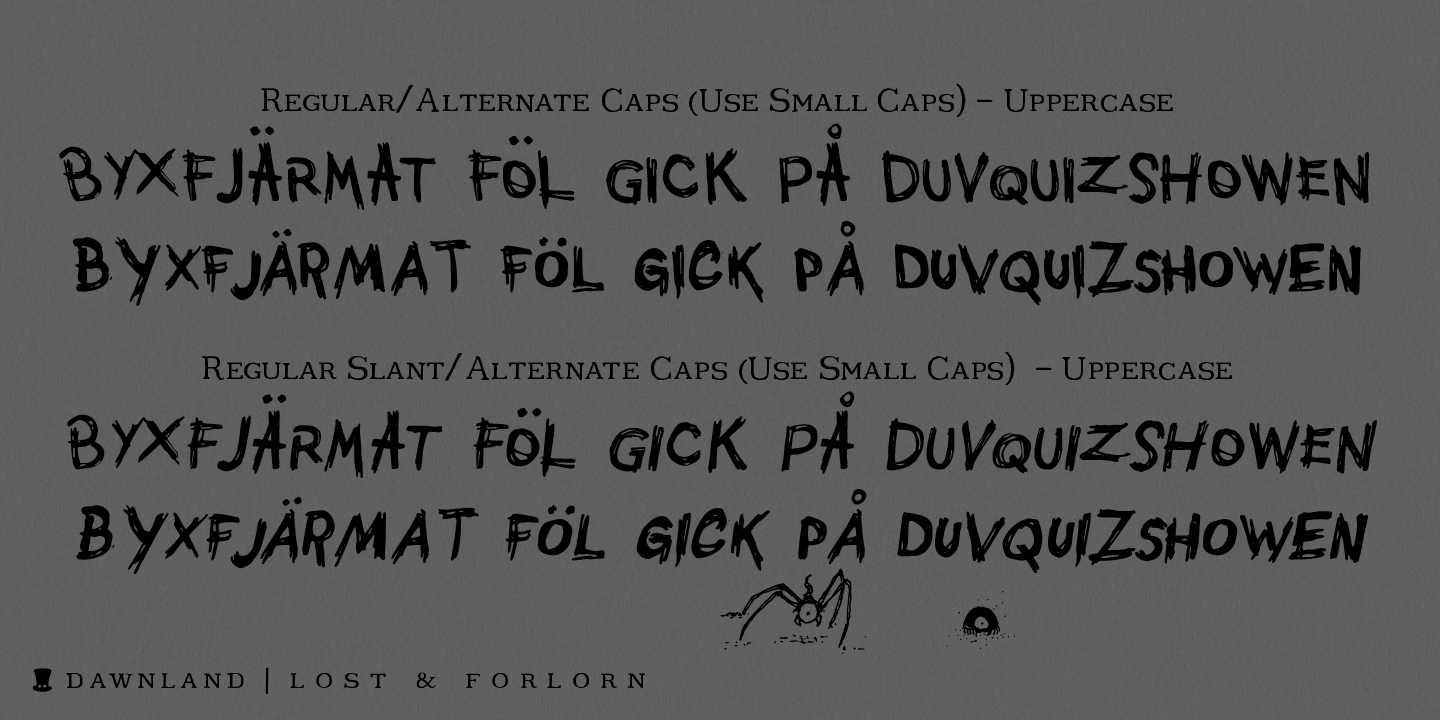 Regular/Alternate Caps (Use Small Caps) – Uppercase
BYXFJÄRMAT FÖL GICK PÅ DUVQUIZSHOWEN
BYXFJÄRMAT FÖL GICK PÅ DUVQUIZSHOWEN
Regular Slant/Alternate Caps (Use Small Caps) – Uppercase
BYXFJÄRMAT FÖL GICK PÅ DUVQUIZSHOWEN
BYXFJÄRMAT FÖL GICK PÅ DUVQUIZSHOWEN
DAWNLAND | LOST & FORLORN